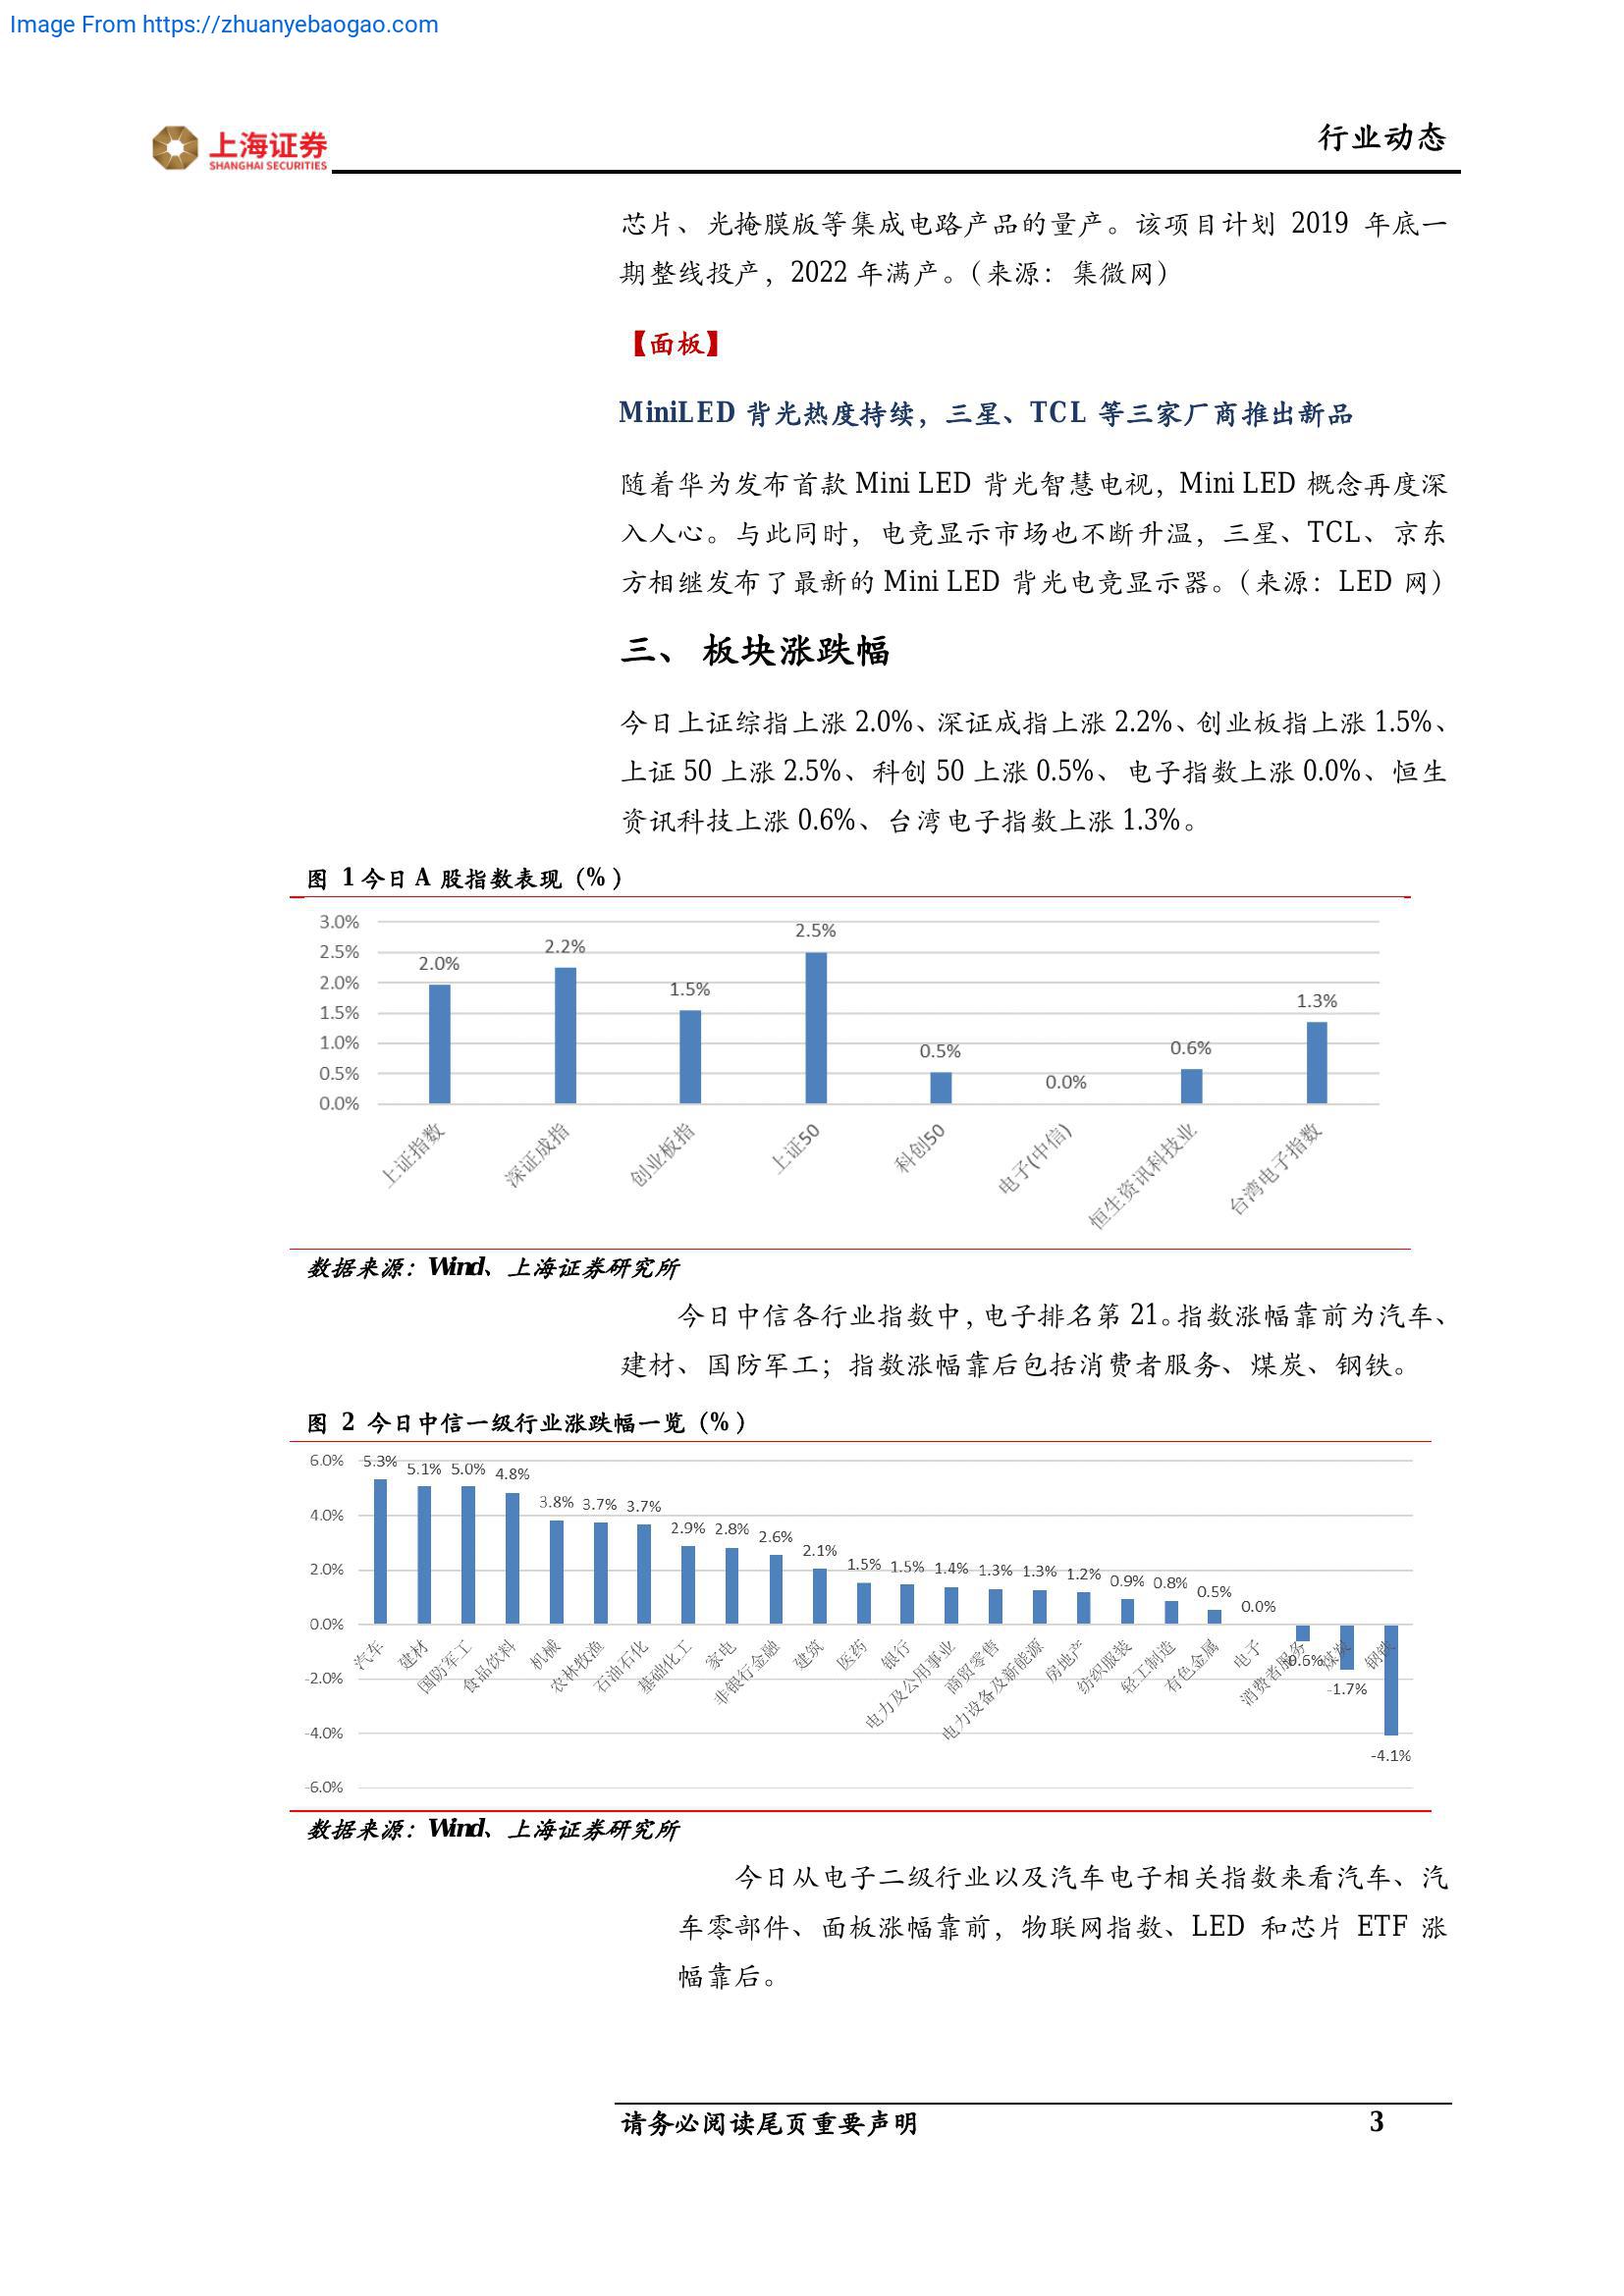 Image From https://zhuanyebaogao.com
上海证券
SHANGHAI SECURITIES
行业动态
芯片、光掩膜版等集成电路产品的量产。该项目计划 2019 年底一
期整线投产，2022 年满产。（来源：集微网）
【面板】
MiniLED 背光热度持续，三星、TCL 等三家厂商推出新品
随着华为发布首款 Mini LED 背光智慧电视，Mini LED 概念再度深
入人心。与此同时，电竞显示市场也不断升温，三星、TCL、京东
方相继发布了最新的 Mini LED 背光电竞显示器。（来源：LED 网）
三、 板块涨跌幅
今日上证综指上涨 2.0%、深证成指上涨 2.2%、创业板指上涨 1.5%、
上证 50 上涨 2.5%、科创 50 上涨 0.5%、电子指数上涨 0.0%、恒生
资讯科技上涨 0.6%、台湾电子指数上涨 1.3%。
图 1 今日 A 股指数表现（%）
3.0%
2.5%
2.0%
1.5%
1.0%
0.5%
0.0%
2.0%
2.2%
1.5%
2.5%
0.5%
0.0%
0.6%
1.3%
上证指数
深证成指
创业板指
上证50
科创50
电子(中信)
恒生资讯科技业
台湾电子指数
数据来源：Wind、上海证券研究所
今日中信各行业指数中，电子排名第 21。指数涨幅靠前为汽车、
建材、国防军工；指数涨幅靠后包括消费者服务、煤炭、钢铁。
图 2 今日中信一级行业涨跌幅一览（%）
6.0%
4.0%
2.0%
0.0%
-2.0%
-4.0%
-6.0%
5.3%
5.1%
5.0%
4.8%
3.8%
3.7%
3.7%
2.9%
2.8%
2.6%
2.1%
1.5%
1.5%
1.4%
1.3%
1.3%
1.2%
0.9%
0.8%
0.5%
0.0%
-0.6%
-1.7%
-4.1%
汽车
建材
国防军工
食品饮料
机械
农林牧渔
石油石化
基础化工
家电
非银行金融
建筑
医药
银行
电力及公用事业
商贸零售
电力设备及新能源
房地产
纺织服装
轻工制造
有色金属
电子
消费者服务
煤炭
钢铁
数据来源：Wind、上海证券研究所
今日从电子二级行业以及汽车电子相关指数来看汽车、汽
车零部件、面板涨幅靠前，物联网指数、LED 和芯片 ETF 涨
幅靠后。
请务必阅读尾页重要声明
3